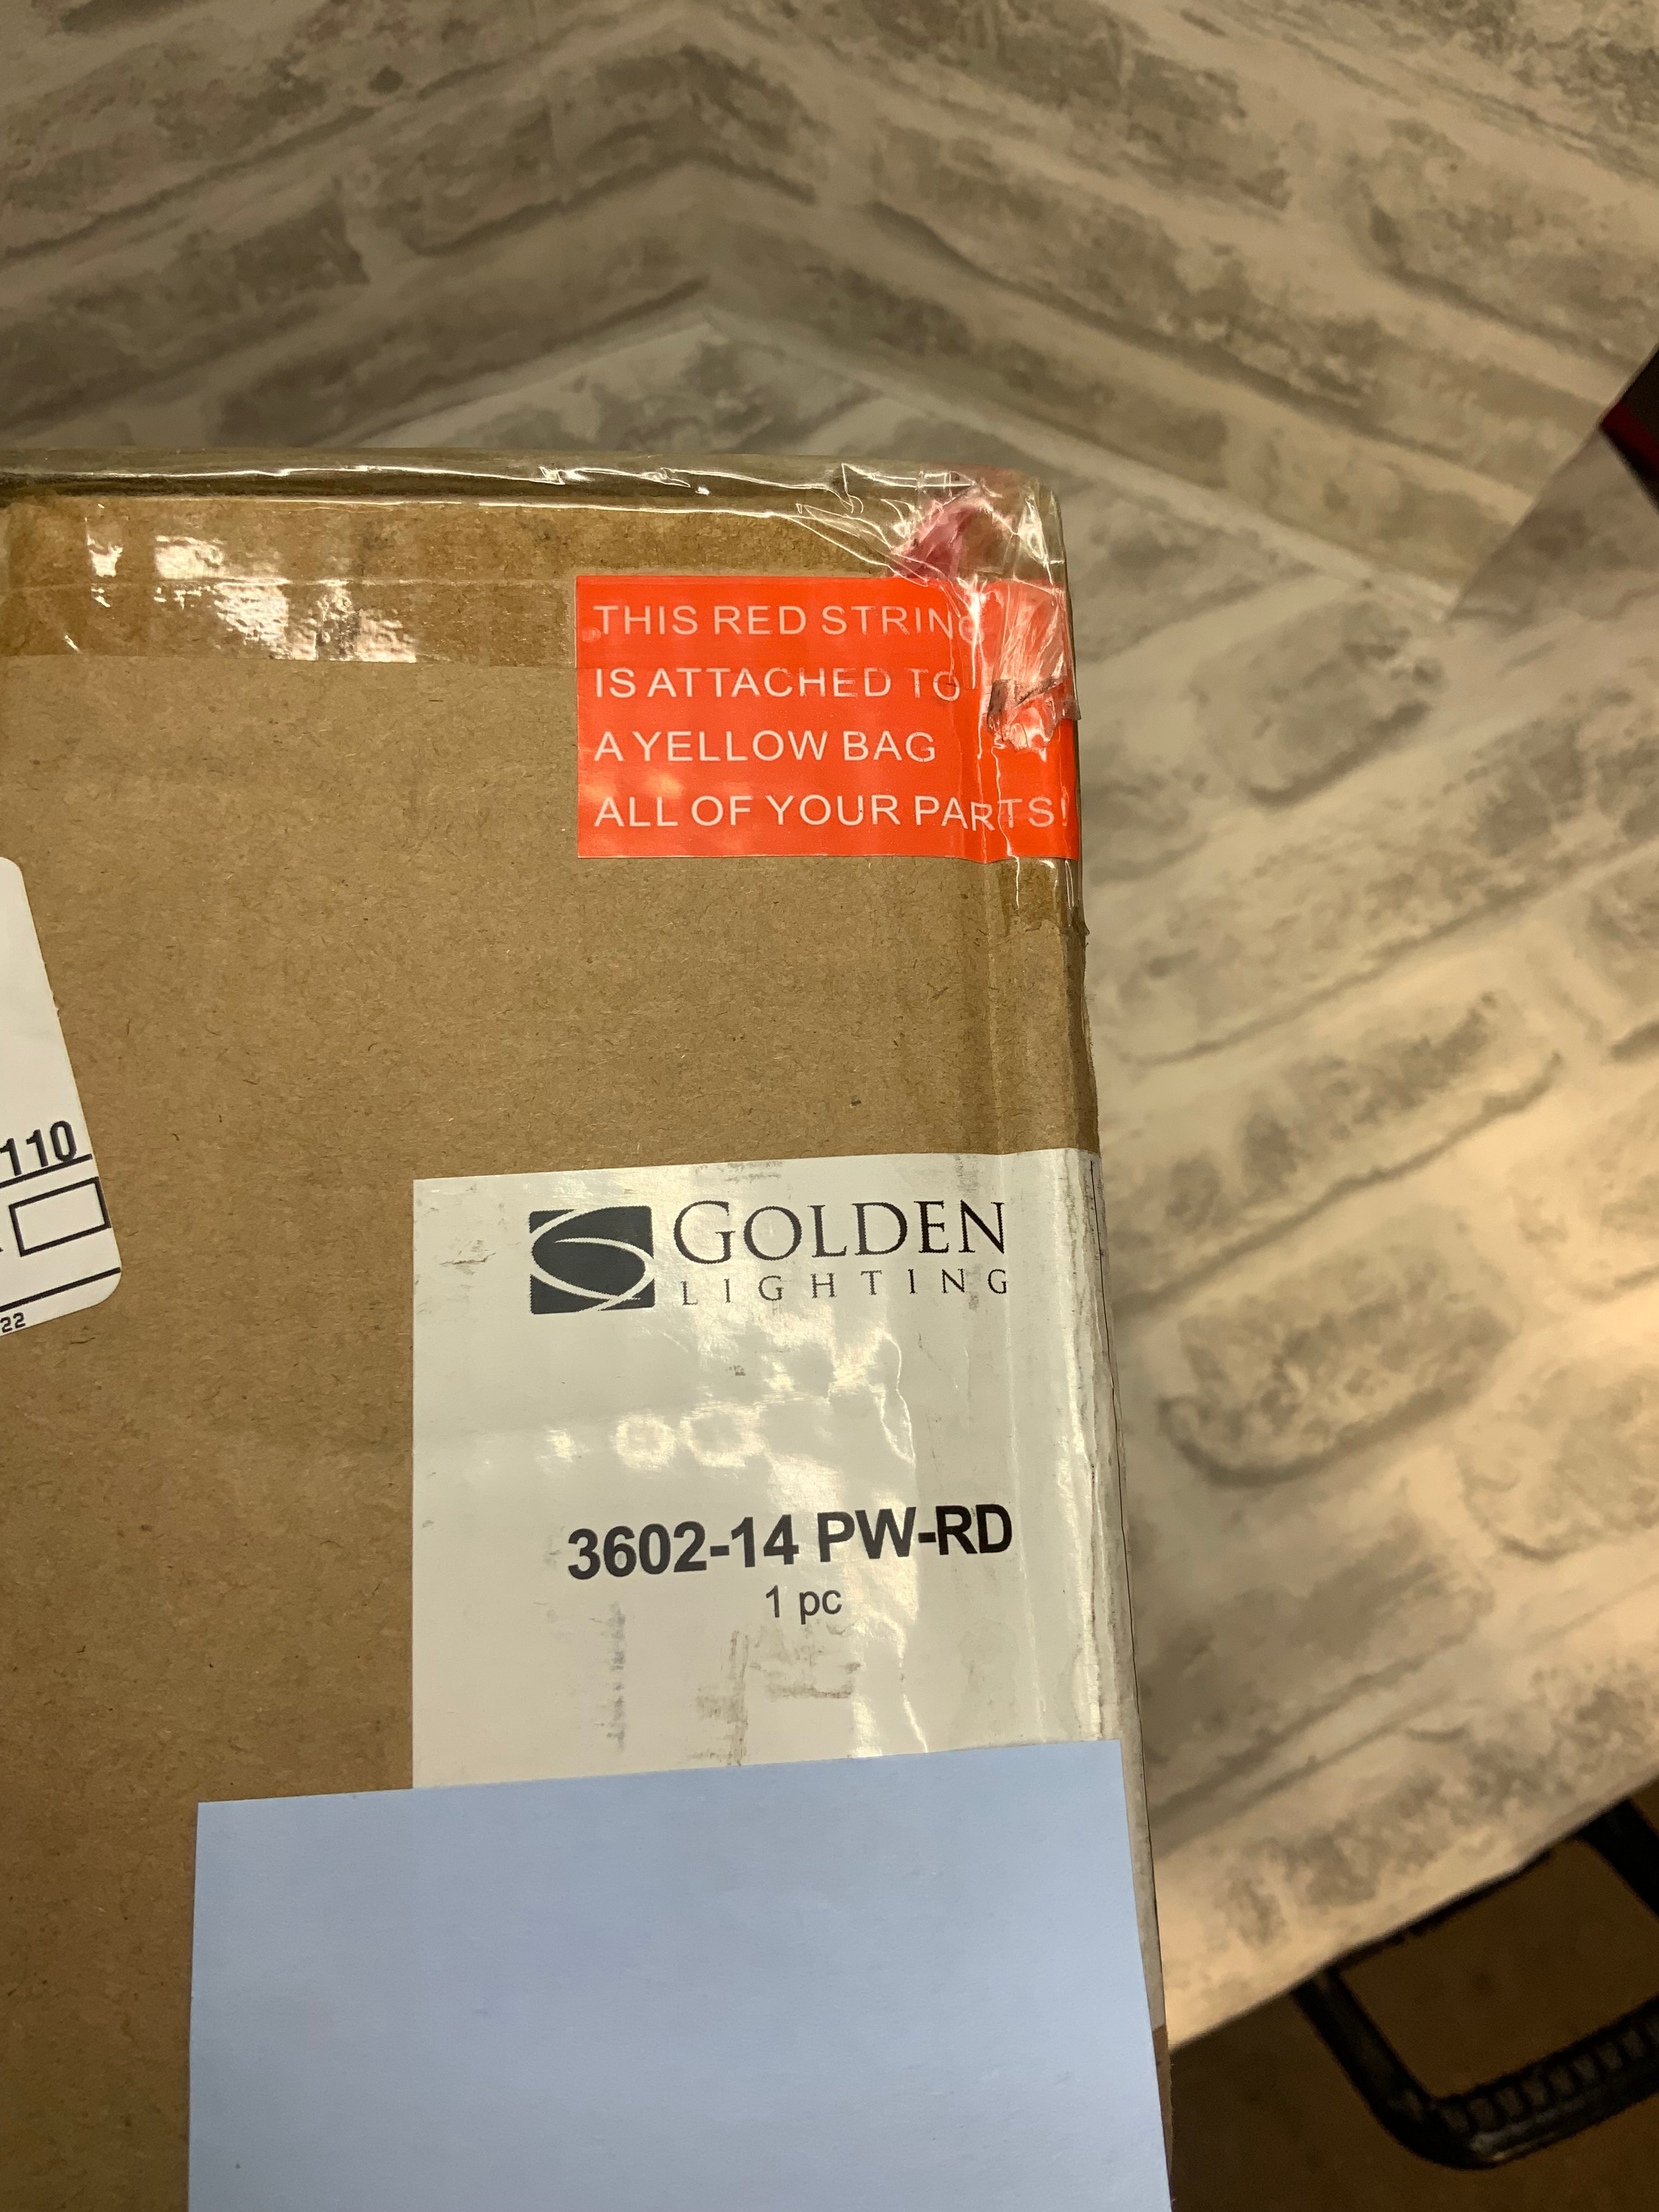 THIS RED STRING
IS ATTACHED TO
A YELLOW BAG
ALL OF YOUR PARTS!
110
22
GOLDEN
LIGHTING
3602-14 PW-RD
1 pc